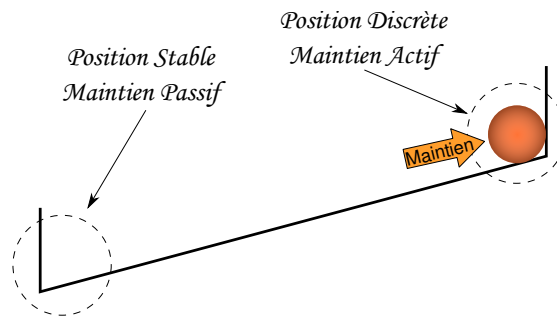 Position Stable
Maintien Passif
Position Discrète
Maintien Actif
Maintien